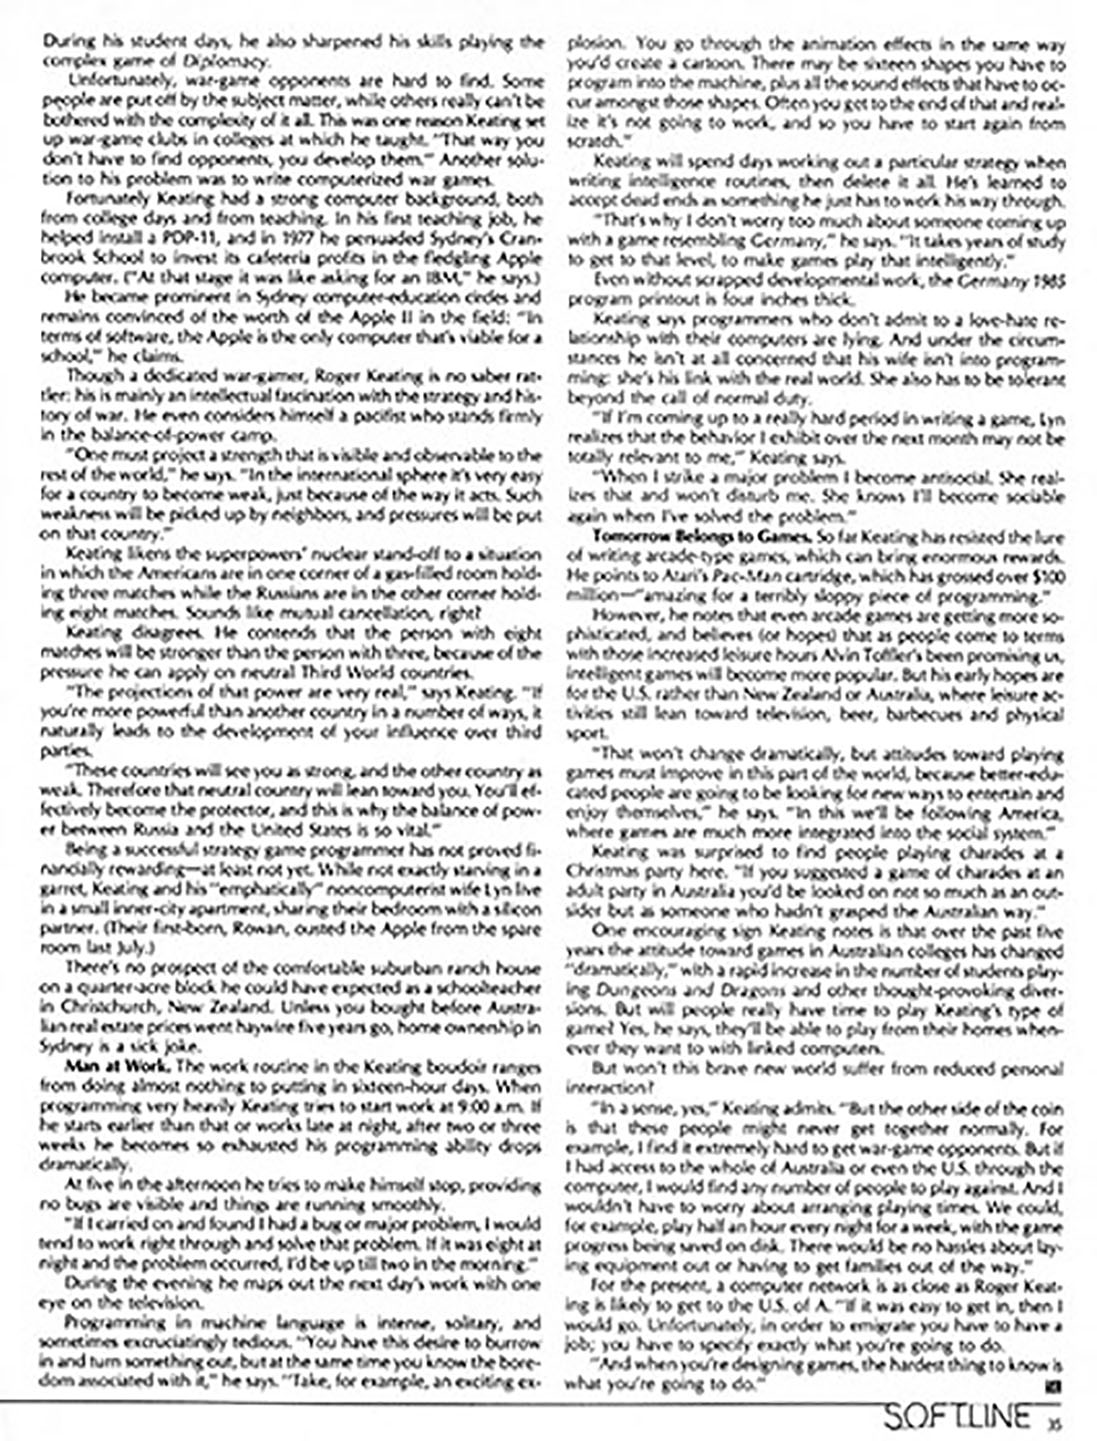 During his student days, he also sharpened his skills playing the
complex game of Diplomacy.
Unfortunately, war-game opponents are hard to find. Some
people are put off by the subject matter, while others really can't be
bothered with the complexity of it all. This was one reason Keating set
up war-game clubs in colleges at which he taught. "That way you
don't have to find opponents, you develop them." Another solu-
tion to his problem was to write computerized war games.
Fortunately Keating had a strong computer background, both
from college days and from teaching. In his first teaching job, he
helped install a PDP-11, and in 1977 he persuaded Sydney's Cran-
brook School to invest its cafeteria profits in the fledgling Apple
computer. ("At that stage it was like asking for an IBM," he says.)
He became prominent in Sydney computer-education circles and
remains convinced of the worth of the Apple II in the field: "In
terms of software, the Apple is the only computer that's viable for a
school," he claims.
Though a dedicated war-gamer, Roger Keating is no saber rat-
tler: his is mainly an intellectual fascination with the strategy and his-
tory of war. He even considers himself a pacifist who stands firmly
in the balance-of-power camp.
"One must project a strength that is visible and observable to the
rest of the world," he says. "In the international sphere it's very easy
for a country to become weak, just because of the way it acts. Such
weakness will be picked up by neighbors, and pressures will be put
on that country."
Keating likens the superpowers' nuclear stand-off to a situation
in which the Americans are in one corner of a gas-filled room hold-
ing three matches while the Russians are in the other corner hold-
ing eight matches. Sounds like mutual cancellation, right?
Keating disagrees. He contends that the person with eight
matches will be stronger than the person with three, because of the
pressure he can apply on neutral Third World countries.
"The projections of that power are very real," says Keating. "If
you're more powerful than another country in a number of ways, it
naturally leads to the development of your influence over third
parties.
"These countries will see you as strong, and the other country as
weak. Therefore that neutral country will lean toward you. You'll ef-
fectively become the protector, and this is why the balance of pow-
er between Russia and the United States is so vital."
Being a successful strategy game programmer has not proved fi-
nancially rewarding—at least not yet. While not exactly starving in a
garret, Keating and his "emphatically" noncomputerist wife Lyn live
in a small inner-city apartment, sharing their bedroom with a silicon
partner. (Their first-born, Rowan, ousted the Apple from the spare
room last July.)
There's no prospect of the comfortable suburban ranch house
on a quarter-acre block he could have expected as a schoolteacher
in Christchurch, New Zealand. Unless you bought before Austra-
lian real estate prices went haywire five years go, home ownership in
Sydney is a sick joke.
Man at Work. The work routine in the Keating boudoir ranges
from doing almost nothing to putting in sixteen-hour days. When
programming very heavily Keating tries to start work at 9:00 a.m. If
he starts earlier than that or works late at night, after two or three
weeks he becomes so exhausted his programming ability drops
dramatically.
At five in the afternoon he tries to make himself stop, providing
no bugs are visible and things are running smoothly.
"If I carried on and found I had a bug or major problem, I would
tend to work right through and solve that problem. If it was eight at
night and the problem occurred, I'd be up till two in the morning."
During the evening he maps out the next day's work with one
eye on the television.
Programming in machine language is intense, solitary, and
sometimes excruciatingly tedious. "You have this desire to burrow
in and turn something out, but at the same time you know the bore-
dom associated with it," he says. "Take, for example, an exciting ex-
plosion. You go through the animation effects in the same way
you'd create a cartoon. There may be sixteen shapes you have to
program into the machine, plus all the sound effects that have to oc-
cur amongst those shapes. Often you get to the end of that and real-
ize it's not going to work, and so you have to start again from
scratch."
Keating will spend days working out a particular strategy when
writing intelligence routines, then delete it all. He's learned to
accept dead ends as something he just has to work his way through.
"That's why I don't worry too much about someone coming up
with a game resembling Germany," he says. "It takes years of study
to get to that level, to make games play that intelligently."
Even without scrapped developmental work, the Germany 1985
program printout is four inches thick.
Keating says programmers who don't admit to a love-hate re-
lationship with their computers are lying. And under the circum-
stances he isn't at all concerned that his wife isn't into program-
ming: she's his link with the real world. She also has to be tolerant
beyond the call of normal duty.
"If I'm coming up to a really hard period in writing a game, Lyn
realizes that the behavior I exhibit over the next month may not be
totally relevant to me," Keating says.
"When I strike a major problem I become antisocial. She real-
izes that and won't disturb me. She knows I'll become sociable
again when I've solved the problem."
Tomorrow Belongs to Games. So far Keating has resisted the lure
of writing arcade-type games, which can bring enormous rewards.
He points to Atari's Pac-Man cartridge, which has grossed over $100
million—"amazing for a terribly sloppy piece of programming."
However, he notes that even arcade games are getting more so-
phisticated, and believes (or hopes) that as people come to terms
with those increased leisure hours Alvin Toffler's been promising us,
intelligent games will become more popular. But his early hopes are
for the U.S. rather than New Zealand or Australia, where leisure ac-
tivities still lean toward television, beer, barbecues and physical
sport.
"That won't change dramatically, but attitudes toward playing
games must improve in this part of the world, because better-edu-
cated people are going to be looking for new ways to entertain and
enjoy themselves," he says. "In this we'll be following America,
where games are much more integrated into the social system."
Keating was surprised to find people playing charades at a
Christmas party here. "If you suggested a game of charades at an
adult party in Australia you'd be looked on not so much as an out-
sider but as someone who hadn't grasped the Australian way."
One encouraging sign Keating notes is that over the past five
years the attitude toward games in Australian colleges has changed
"dramatically," with a rapid increase in the number of students play-
ing Dungeons and Dragons and other thought-provoking diver-
sions. But will people really have time to play Keating's type of
game? Yes, he says, they'll be able to play from their homes when-
ever they want to with linked computers.
But won't this brave new world suffer from reduced personal
interaction?
"In a sense, yes," Keating admits. "But the other side of the coin
is that these people might never get together normally. For
example, I find it extremely hard to get war-game opponents. But if
I had access to the whole of Australia or even the U.S. through the
computer, I would find any number of people to play against. And I
wouldn't have to worry about arranging playing times. We could,
for example, play half an hour every night for a week, with the game
progress being saved on disk. There would be no hassles about lay-
ing equipment out or having to get families out of the way."
For the present, a computer network is as close as Roger Keat-
ing is likely to get to the U.S. of A. "If it was easy to get in, then I
would go. Unfortunately, in order to emigrate you have to have a
job; you have to specify exactly what you're going to do.
"And when you're designing games, the hardest thing to know is
what you're going to do."
SOFTLINE 35